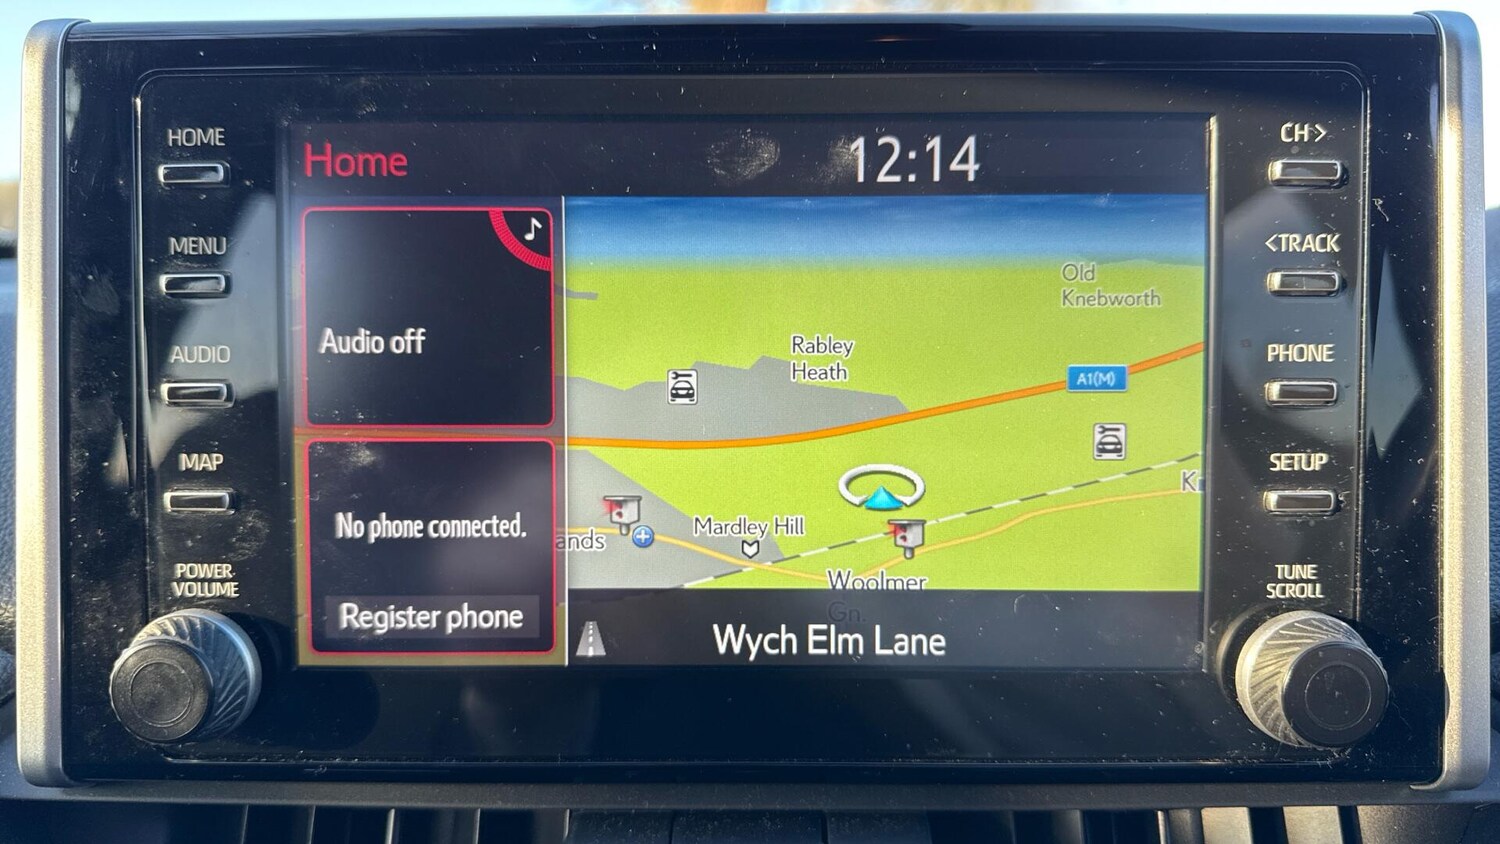 HOME
MENU
AUDIO
MAP
POWER
VOLUME
Home
12:14
Audio off
No phone connected.
Register phone
Old
Knebworth
Rabley
Heath
A1(M)
Mardley Hill
ands
Woolmer
Gn.
Wych Elm Lane
CH>
<TRACK
PHONE
SETUP
TUNE
SCROLL